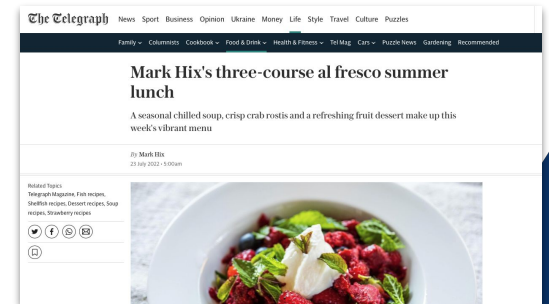 The Telegraph
News Sport Business Opinion Ukraine Money Life Style Travel Culture Puzzles
Family Columnists Cookbook Food & Drink Health & Fitness Tel Mag Cars Puzzle News Gardening Recommended
Mark Hix's three-course al fresco summer
lunch
A seasonal chilled soup, crisp crab rostis and a refreshing fruit dessert make up this
week's vibrant menu
By Mark Hix
23 July 2022 • 5:00am
Related Topics
Telegraph Magazine, Fish recipes,
Shellfish recipes, Dessert recipes, Soup
recipes, Strawberry recipes